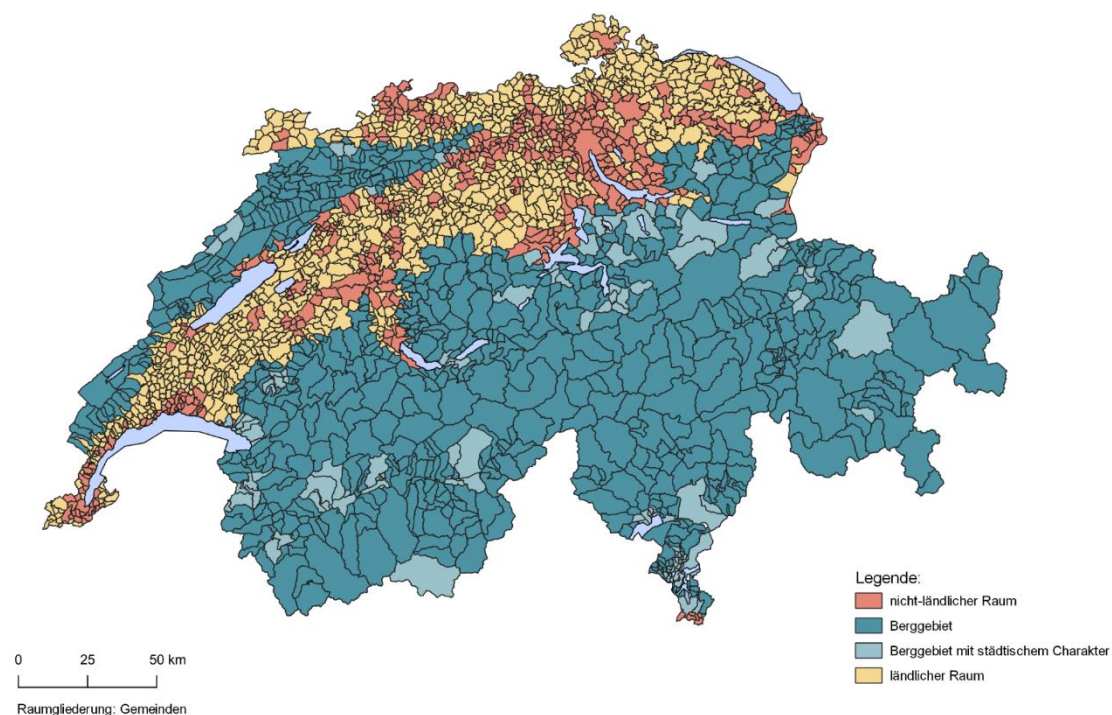 Legende:
nicht-ländlicher Raum
Berggebiet
Berggebiet mit städtischem Charakter
ländlicher Raum
0 25 50 km
Raumgliederung: Gemeinden